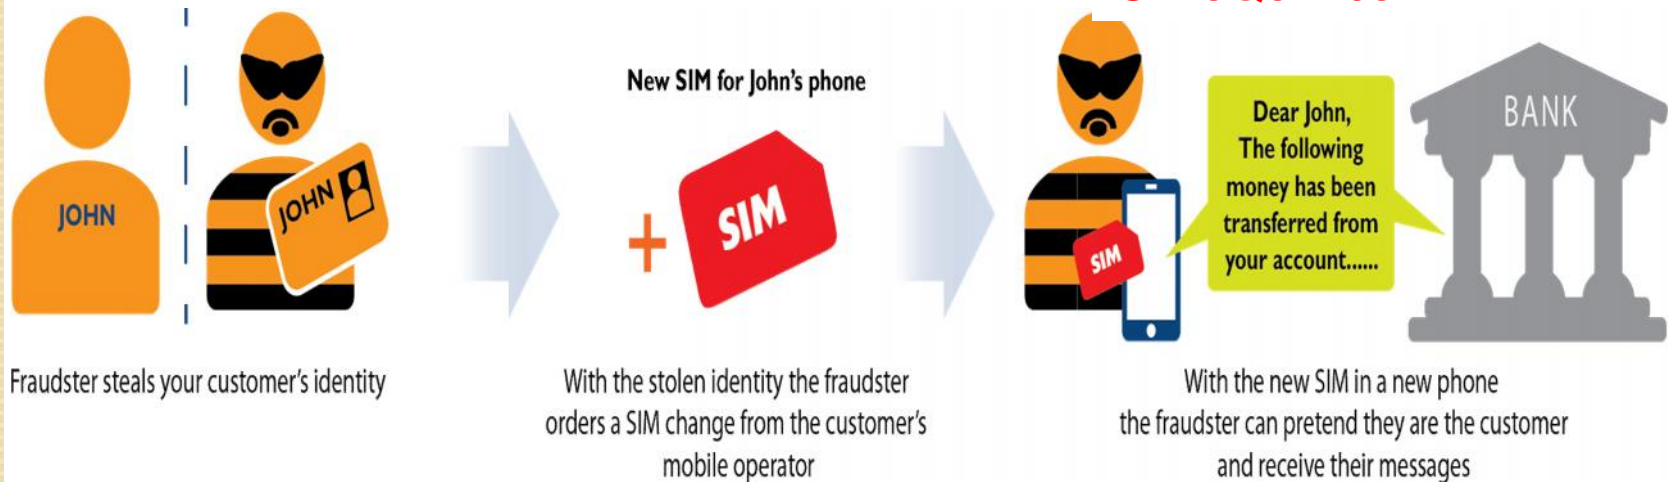 JOHN
JOHN
Fraudster steals your customer's identity
New SIM for John's phone
+
SIM
With the stolen identity the fraudster
orders a SIM change from the customer's
mobile operator
SIM
Dear John,
The following
money has been
transferred from
your account......
BANK
With the new SIM in a new phone
the fraudster can pretend they are the customer
and receive their messages